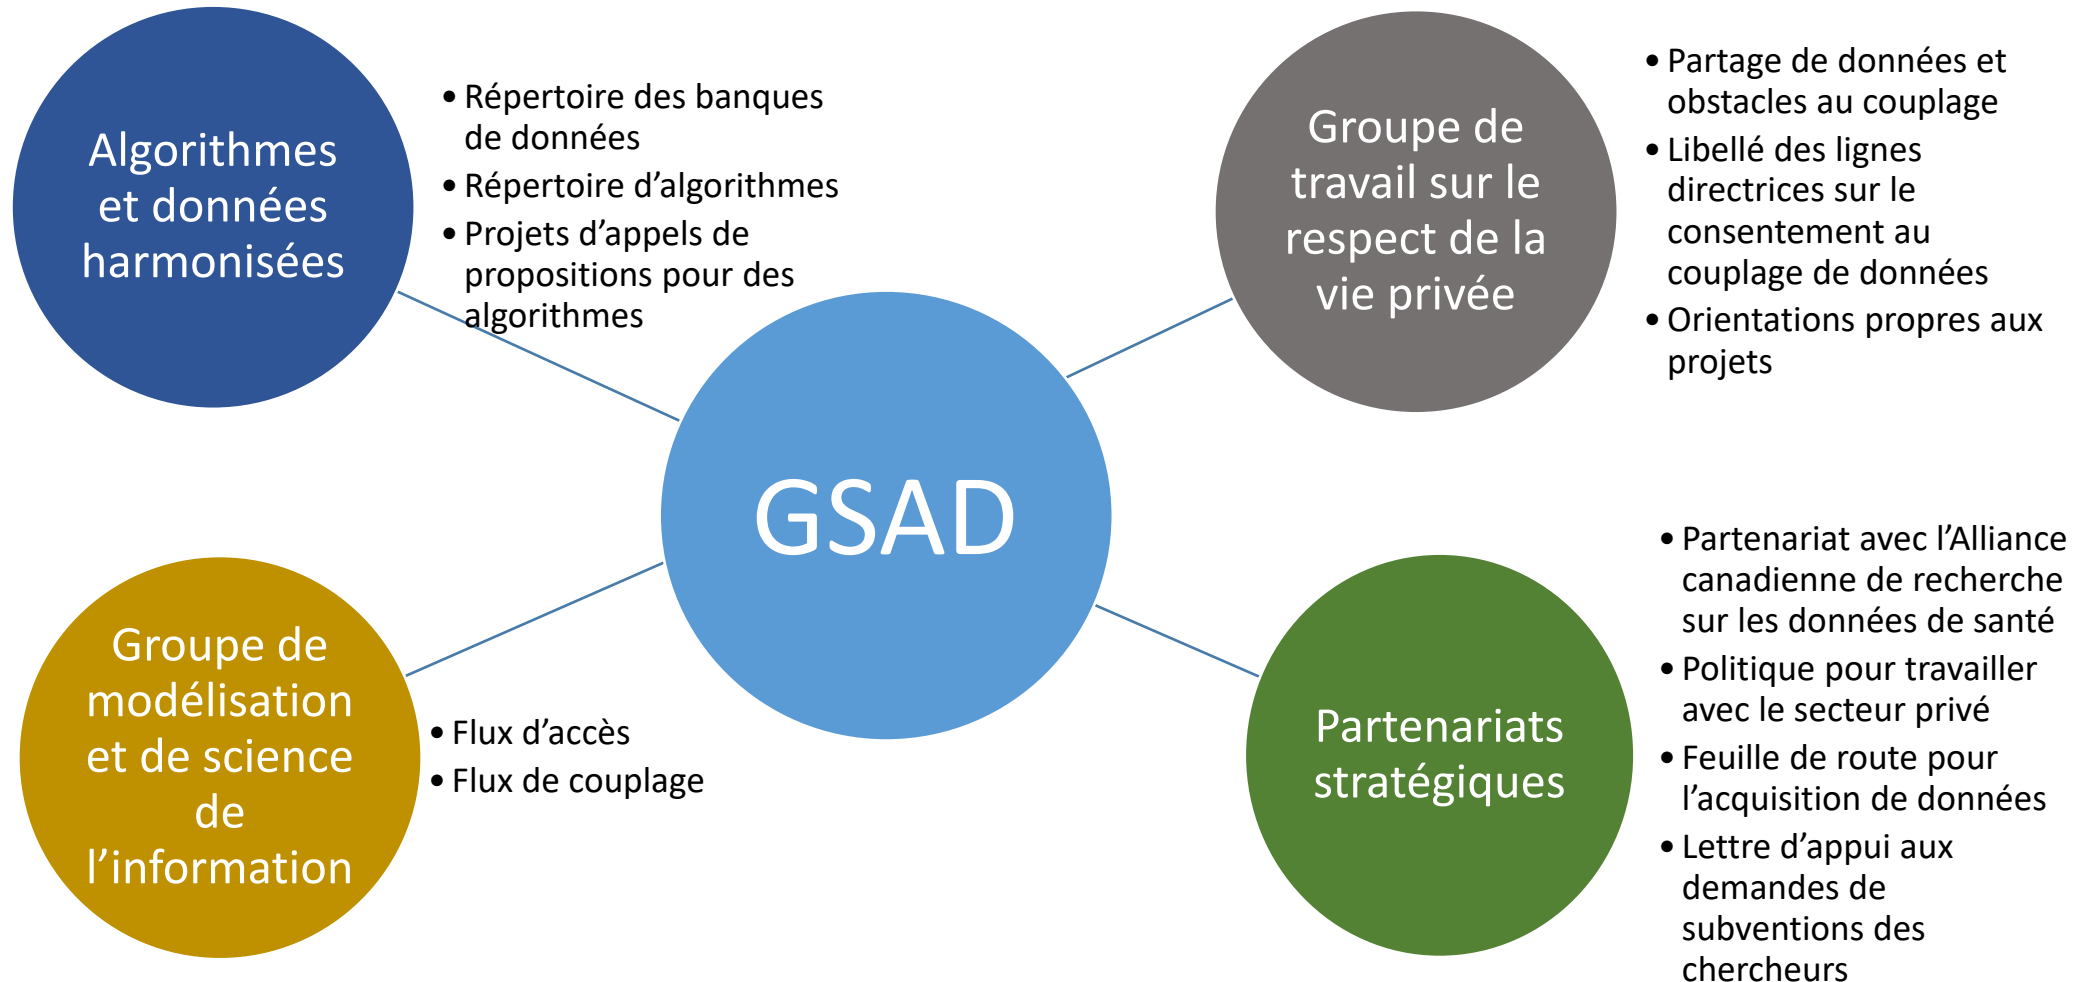 Algorithmes
et données
harmonisées
• Répertoire des banques
de données
• Répertoire d’algorithmes
• Projets d’appels de
propositions pour des
algorithmes
Groupe de
travail sur le
respect de la
vie privée
• Partage de données et
obstacles au couplage
• Libellé des lignes
directrices sur le
consentement au
couplage de données
• Orientations propres aux
projets
GSAD
Groupe de
modélisation
et de science
de
l’information
• Flux d’accès
• Flux de couplage
Partenariats
stratégiques
• Partenariat avec l’Alliance
canadienne de recherche
sur les données de santé
• Politique pour travailler
avec le secteur privé
• Feuille de route pour
l’acquisition de données
• Lettre d’appui aux
demandes de
subventions des
chercheurs